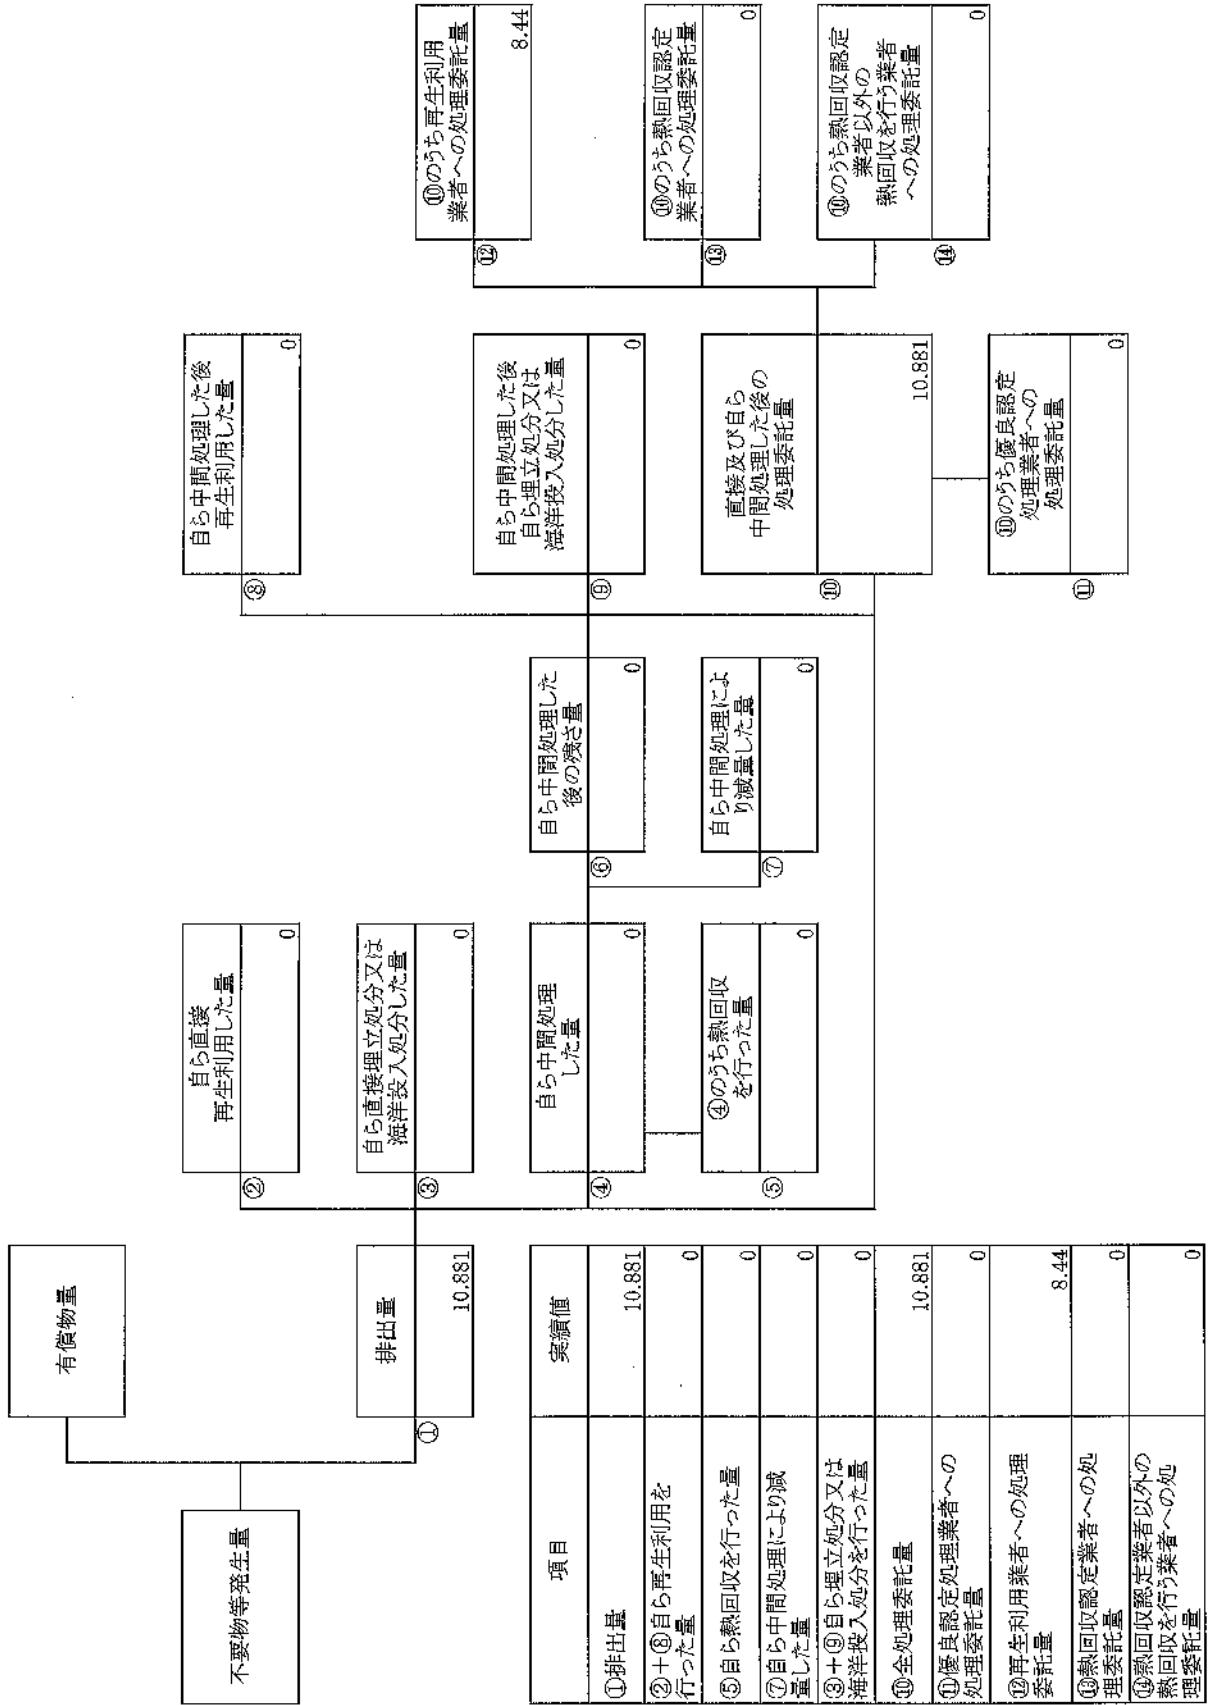 不要物等発生量
有償物量
①
排出量
10.881
②
自ら直接
再生利用した量
0
③
自ら直接埋立処分又は
海洋投入処分した量
0
④
自ら中間処理
した量
0
⑤
④のうち熱回収
を行った量
0
⑥
自ら中間処理した
後の残さ量
0
⑦
自ら中間処理によ
り減量した量
0
⑧
自ら中間処理した後
再生利用した量
0
⑨
自ら中間処理した後
自ら埋立処分又は
海洋投入処分した量
0
⑩
直接及び自ら
中間処理した後の
処理委託量
10.881
⑪
⑩のうち優良認定
処理業者への
処理委託量
0
⑫
⑩のうち再生利用
業者への処理委託量
8.44
⑬
⑩のうち熱回収認定
業者への処理委託量
0
⑭
⑩のうち熱回収認定
業者以外の
熱回収を行う業者
への処理委託量
0
項目 実績値
①排出量 10.881
②+⑧自ら再生利用を
行った量 0
⑤自ら熱回収を行った量 0
⑦自ら中間処理により減
量した量 0
③+⑨自ら埋立処分又は
海洋投入処分を行った量 0
⑩全処理委託量 10.881
⑪優良認定処理業者への
処理委託量 0
⑫再生利用業者への処理
委託量 8.44
⑬熱回収認定業者への処
理委託量 0
⑭熱回収認定業者以外の
熱回収を行う業者への処
理委託量 0